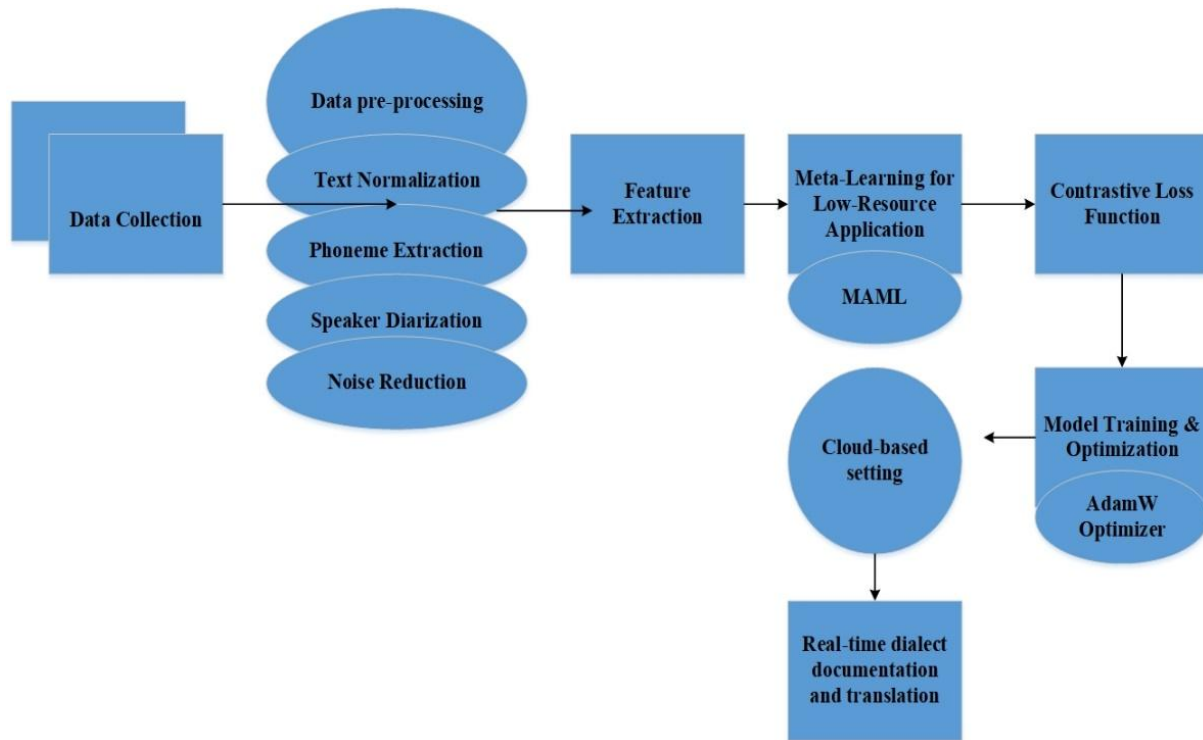 Data Collection
Data pre-processing
Text Normalization
Phoneme Extraction
Speaker Diarization
Noise Reduction
Feature
Extraction
Meta-Learning for
Low-Resource
Application
MAML
Contrastive Loss
Function
Model Training &
Optimization
AdamW
Optimizer
Cloud-based
setting
Real-time dialect
documentation
and translation